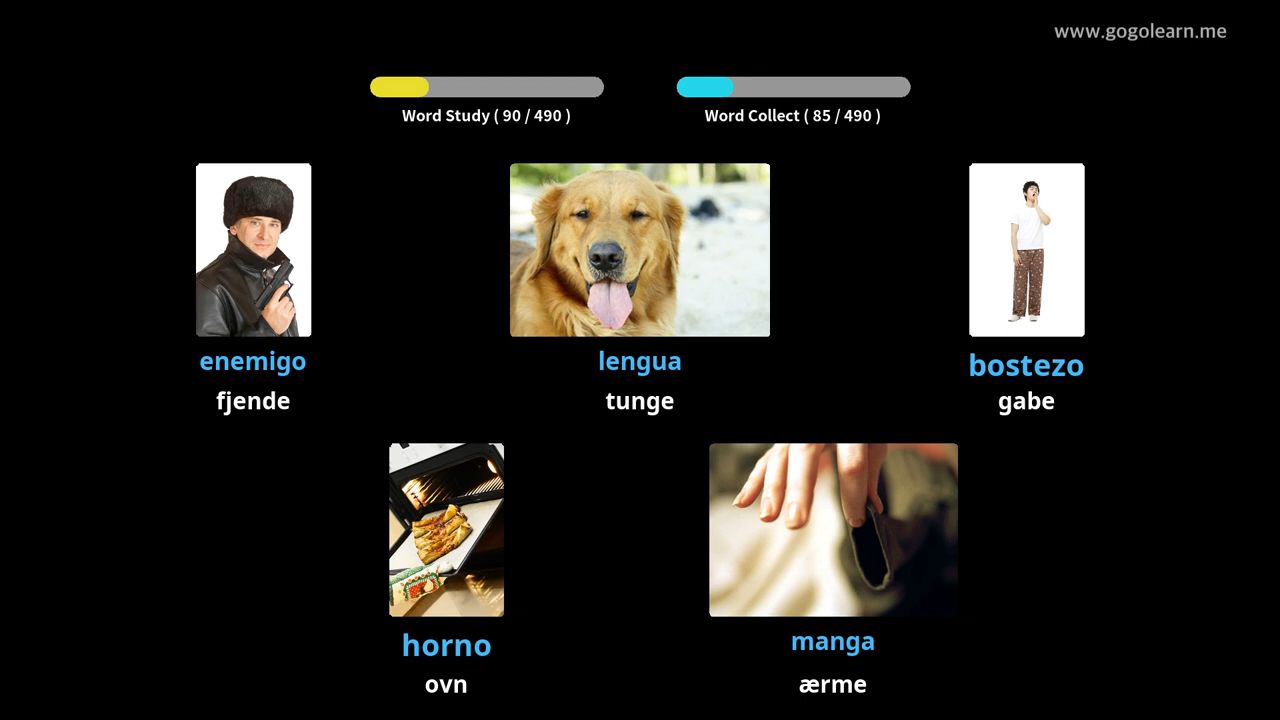 www.gogolearn.me
Word Study ( 90 / 490 )
Word Collect ( 85 / 490 )
enemigo
fjende
lengua
tunge
bostezo
gabe
horno
ovn
manga
ærme